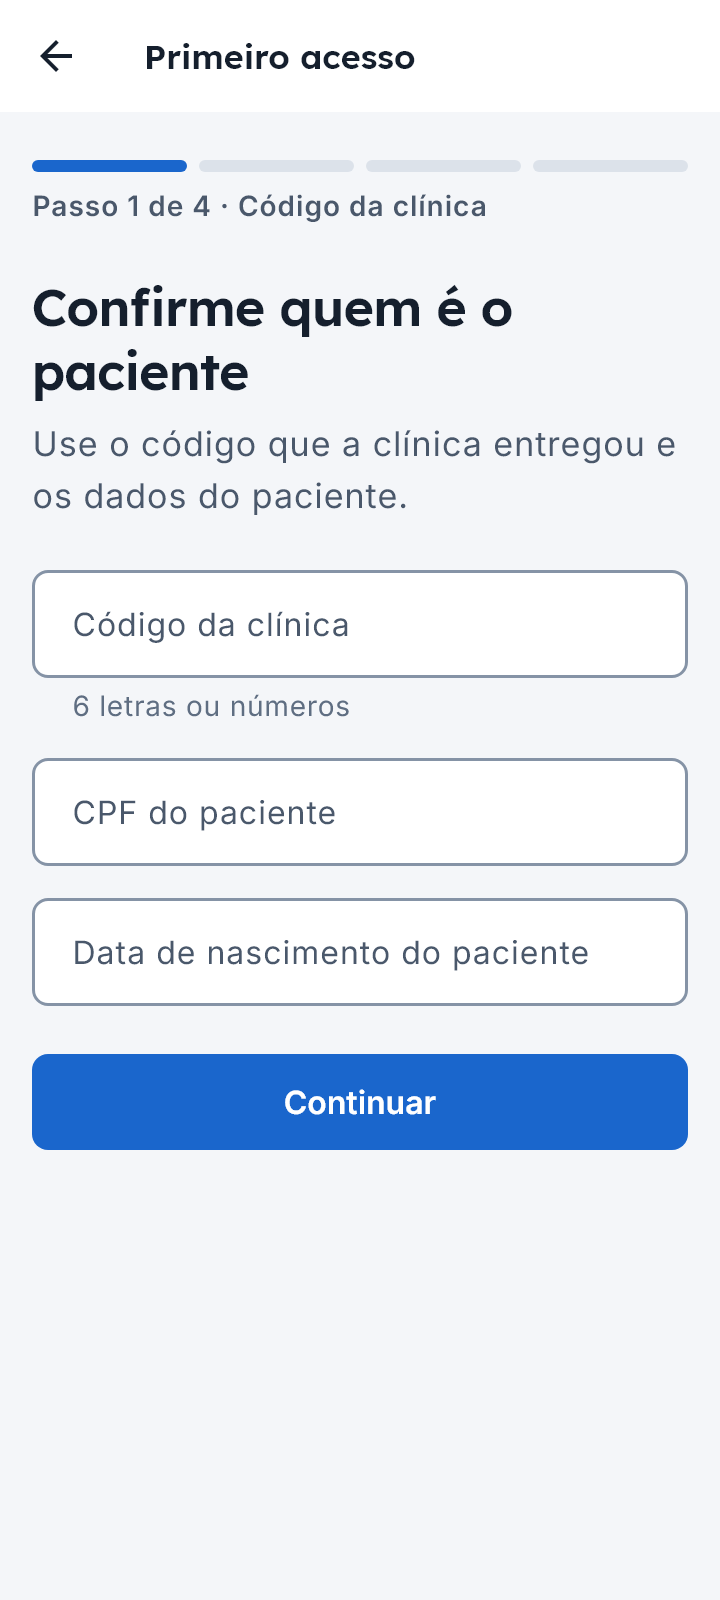 Primeiro acesso
Passo 1 de 4 · Código da clínica
Confirme quem é o
paciente
Use o código que a clínica entregou e
os dados do paciente.
Código da clínica
6 letras ou números
CPF do paciente
Data de nascimento do paciente
Continuar